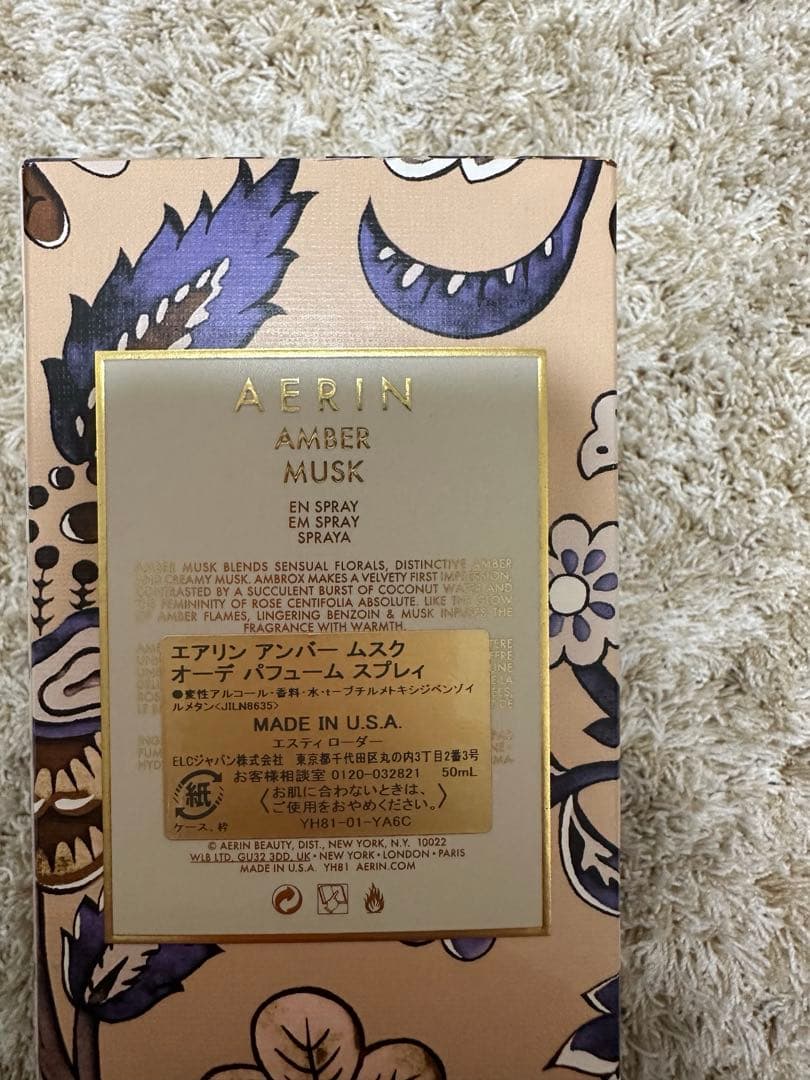 AERIN
AMBER
MUSK
EN SPRAY
EM SPRAY
SPRAYA
AMBER MUSK BLENDS SENSUAL FLORALS, DISTINCTIVE AMBER
AND CREAMY MUSK. AMBROX MAKES A VELVETY FIRST IMPRESSION,
CONTRASTED BY A SUCCULENT BURST OF COCONUT WATER AND
THE FEMININITY OF ROSE CENTIFOLIA ABSOLUTE. LIKE THE GLOW
OF AMBER FLAMES, LINGERING BENZOIN & MUSK INFUSES THE
FRAGRANCE WITH WARMTH.
エアリン アンバー ムスク
オーデ パフューム スプレイ
●変性アルコール・香料・水・t-ブチルメトキシジベンゾイ
ルメタン<JILN8635>
MADE IN U.S.A.
エスティ ローダー
ELCジャパン株式会社 東京都千代田区丸の内3丁目2番3号
お客様相談室 0120-032821 50mL
紙
〈お肌に合わないときは、
ご使用をおやめください。〉
ケース、枠
YH81-01-YA6C
© AERIN BEAUTY, DIST., NEW YORK, N.Y. 10022
WLB LTD, GU32 3DD, UK • NEW YORK • LONDON • PARIS
MADE IN U.S.A. YH81 AERIN.COM